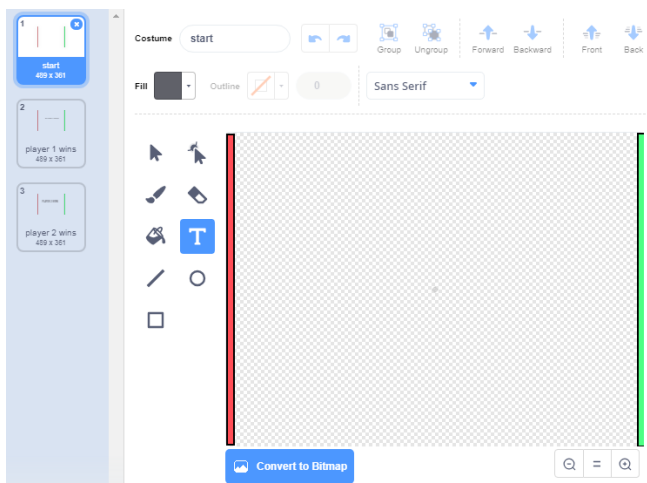 Costume
start
Group
Ungroup
Forward
Backward
Front
Back
Fill
Outline
0
Sans Serif
1
start
489 x 361
2
player 1 wins
489 x 361
3
player 2 wins
489 x 361
T
Convert to Bitmap